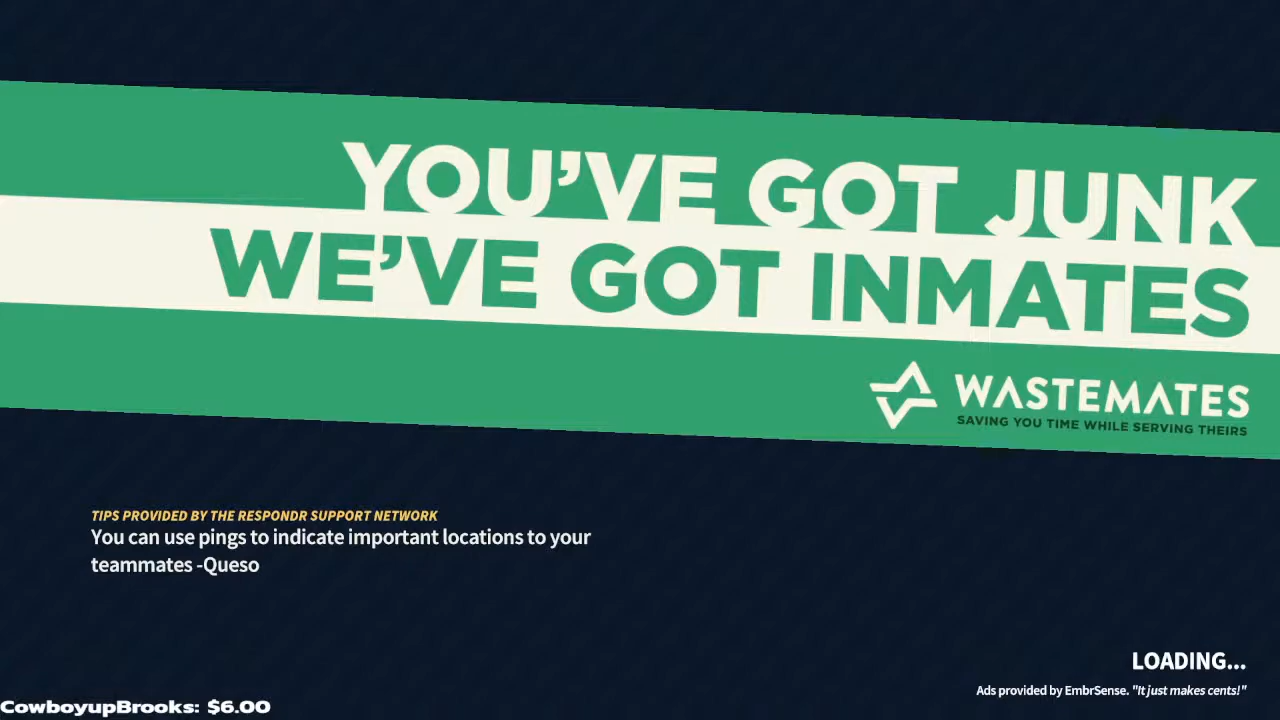 YOU'VE GOT JUNK
WE'VE GOT INMATES
WASTEMATES
SAVING YOU TIME WHILE SERVING THEIRS
TIPS PROVIDED BY THE RESPONDR SUPPORT NETWORK
You can use pings to indicate important locations to your
teammates -Queso
LOADING...
Ads provided by EmbrSense. "It just makes cents!"
CowboyupBrooks: $6.00